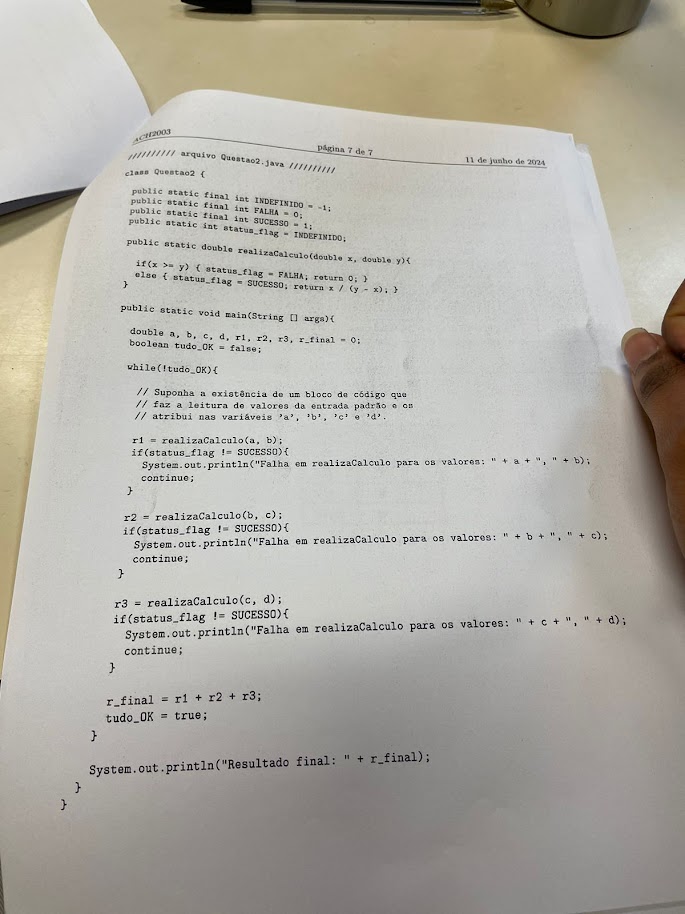 ACH2003
página 7 de 7
11 de junho de 2024
////////// arquivo Questao2.java //////////
class Questao2 {
public static final int INDEFINIDO = -1;
public static final int FALHA = 0;
public static final int SUCESSO = 1;
public static int status_flag = INDEFINIDO;
public static double realizaCalculo(double x, double y){
if(x >= y) { status_flag = FALHA; return 0; }
else { status_flag = SUCESSO; return x / (y - x); }
}
public static void main(String [] args){
double a, b, c, d, r1, r2, r3, r_final = 0;
boolean tudo_OK = false;
while(!tudo_OK){
// Suponha a existência de um bloco de código que
// faz a leitura de valores da entrada padrão e os
// atribui nas variáveis 'a', 'b', 'c' e 'd'.
r1 = realizaCalculo(a, b);
if(status_flag != SUCESSO){
System.out.println("Falha em realizaCalculo para os valores: " + a + ", " + b);
continue;
}
r2 = realizaCalculo(b, c);
if(status_flag != SUCESSO){
System.out.println("Falha em realizaCalculo para os valores: " + b + ", " + c);
continue;
}
r3 = realizaCalculo(c, d);
if(status_flag != SUCESSO){
System.out.println("Falha em realizaCalculo para os valores: " + c + ", " + d);
continue;
}
r_final = r1 + r2 + r3;
tudo_OK = true;
}
System.out.println("Resultado final: " + r_final);
}
}